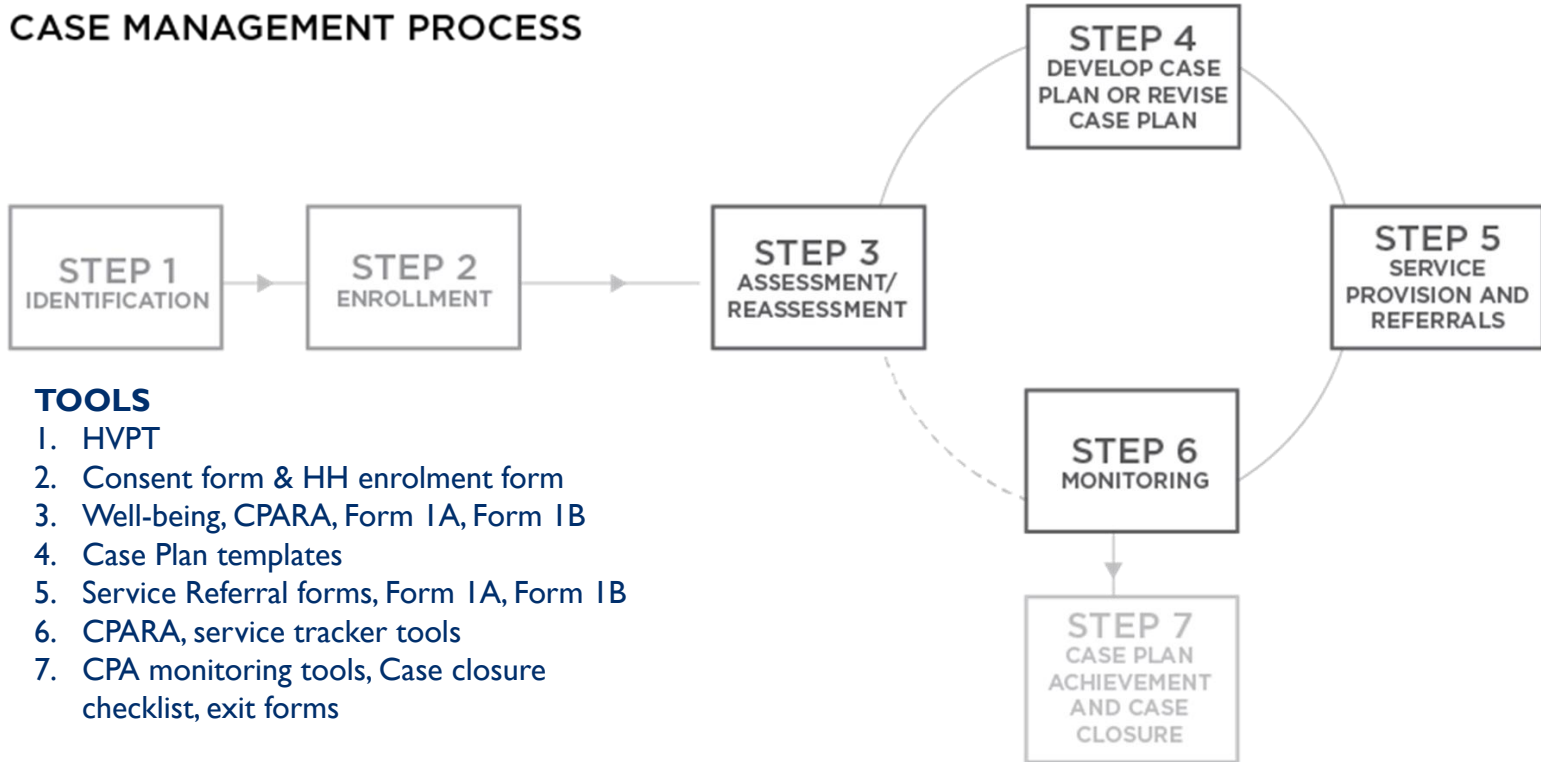 CASE MANAGEMENT PROCESS
STEP 1
IDENTIFICATION
STEP 2
ENROLLMENT
STEP 3
ASSESSMENT/
REASSESSMENT
STEP 4
DEVELOP CASE
PLAN OR REVISE
CASE PLAN
STEP 5
SERVICE
PROVISION AND
REFERRALS
STEP 6
MONITORING
STEP 7
CASE PLAN
ACHIEVEMENT
AND CASE
CLOSURE
TOOLS
1. HVPT
2. Consent form & HH enrolment form
3. Well-being, CPARA, Form 1A, Form 1B
4. Case Plan templates
5. Service Referral forms, Form 1A, Form 1B
6. CPARA, service tracker tools
7. CPA monitoring tools, Case closure
checklist, exit forms